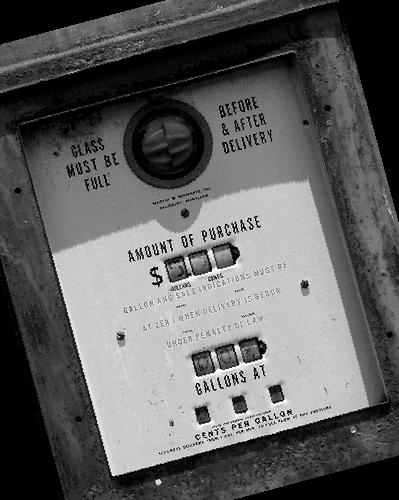 GLASS
MUST BE
FULL
BEFORE
& AFTER
DELIVERY
AMOUNT OF PURCHASE
$
DOLLARS CENTS
GALLON AND SALE INDICATIONS MUST BE
AT ZERO WHEN DELIVERY IS BEGUN
UNDER PENALTY OF LAW
GALLONS AT
CENTS PER GALLON